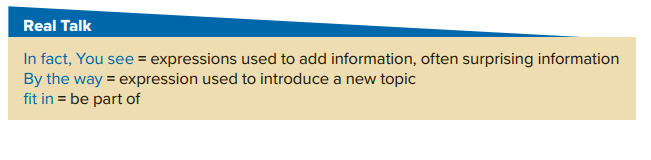 Real Talk
In fact, You see = expressions used to add information, often surprising information
By the way = expression used to introduce a new topic
fit in = be part of